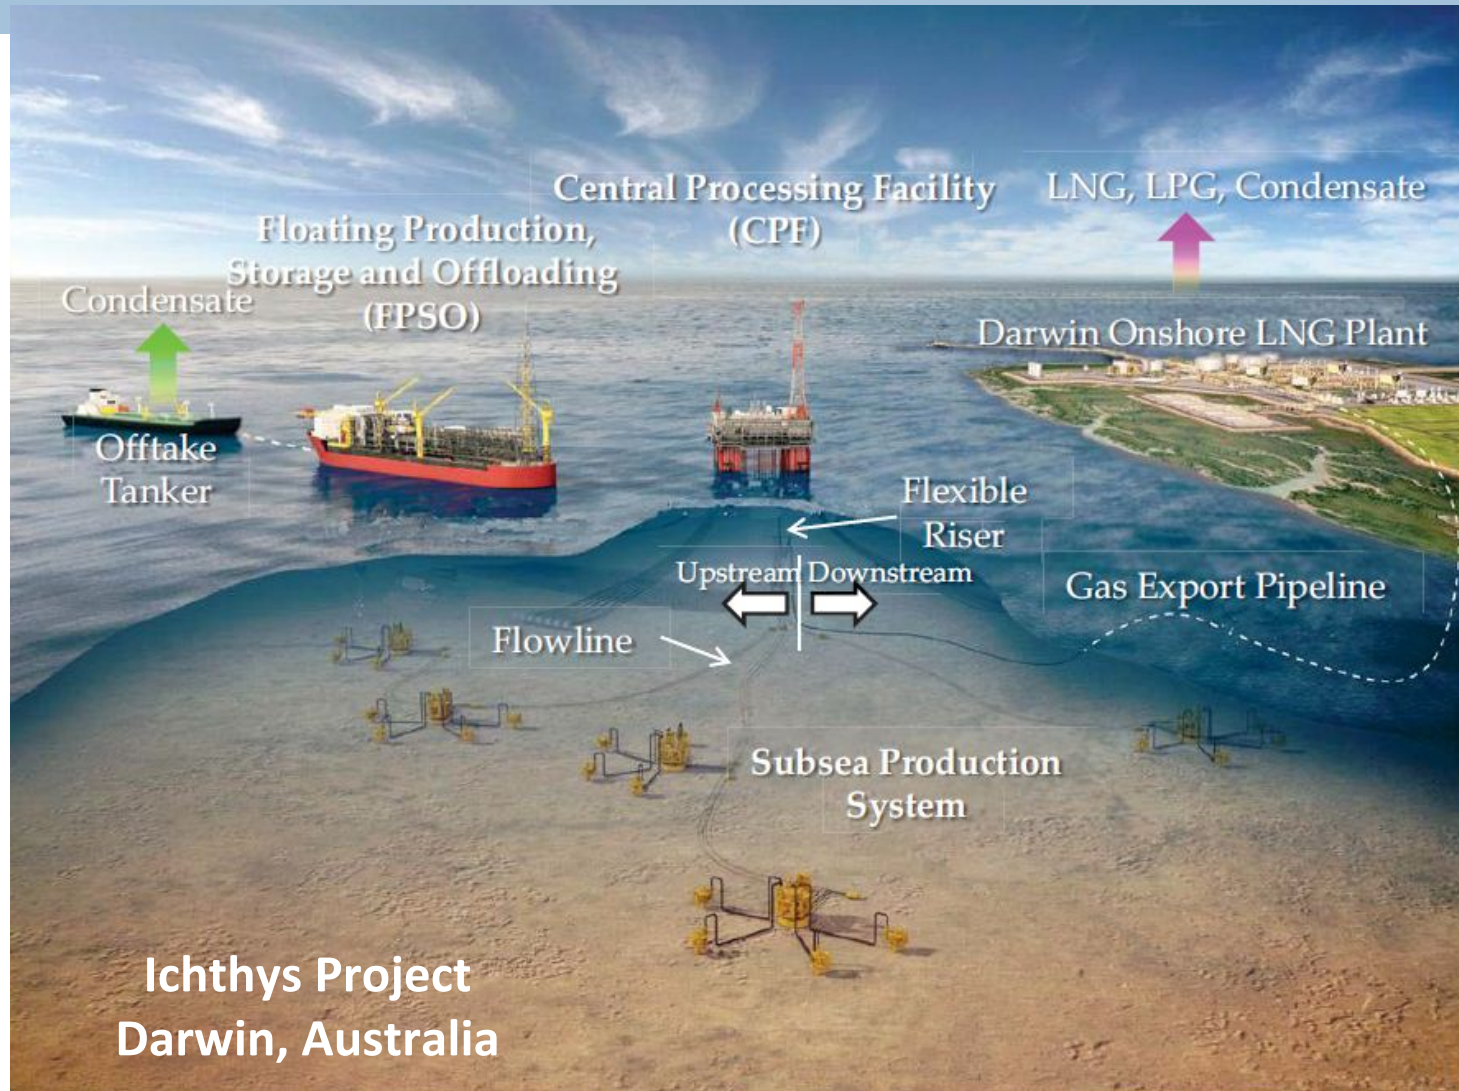 Central Processing Facility
(CPF)
LNG, LPG, Condensate
Floating Production,
Storage and Offloading
(FPSO)
Condensate
Darwin Onshore LNG Plant
Offtake
Tanker
Flexible
Riser
Upstream Downstream
Gas Export Pipeline
Flowline
Subsea Production
System
Ichthys Project
Darwin, Australia